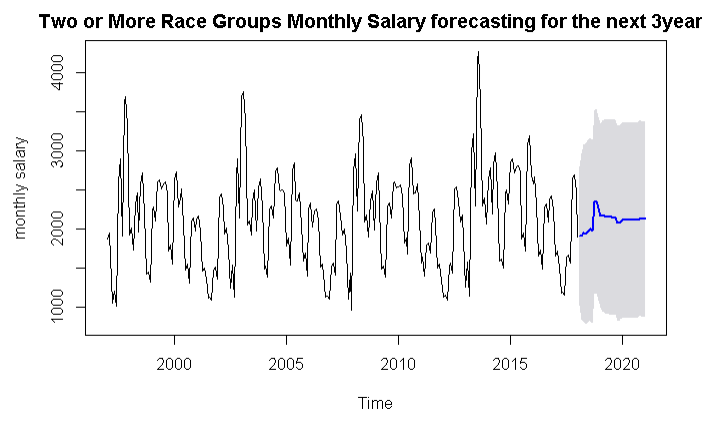 Two or More Race Groups Monthly Salary forecasting for the next 3year
monthly salary
4000
3000
2000
1000
2000 2005 2010 2015 2020
Time